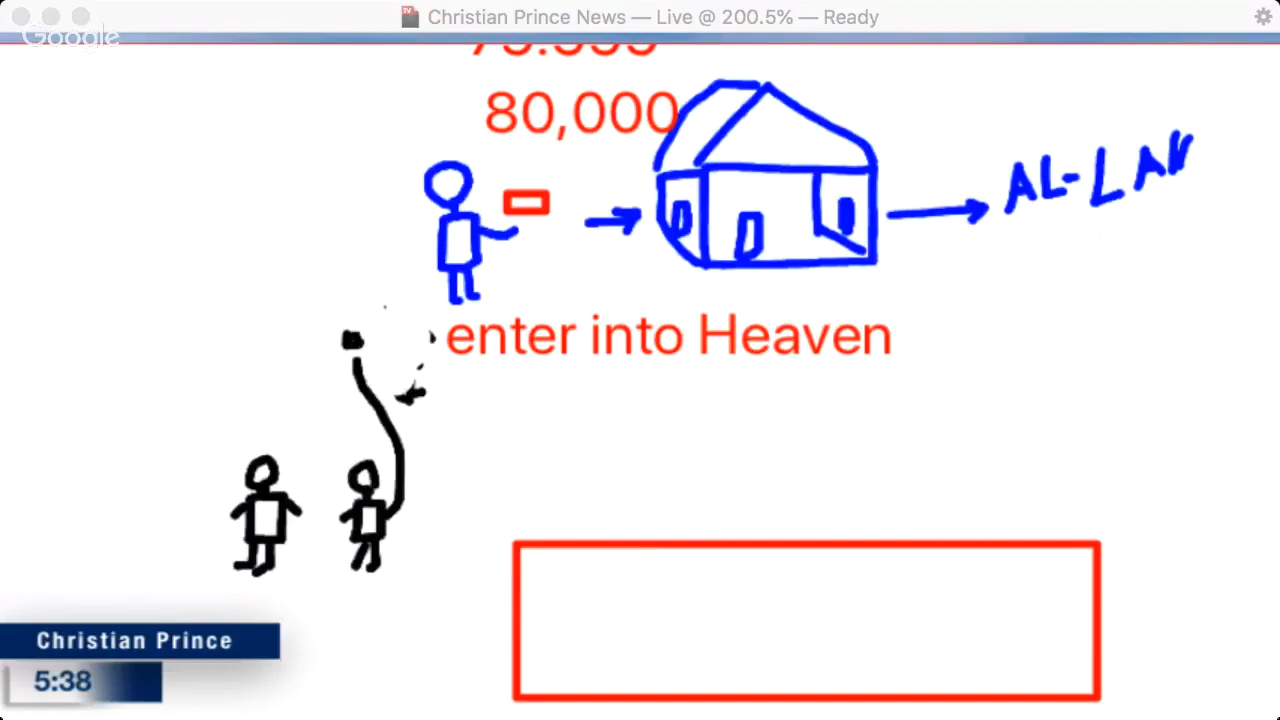 Christian Prince News — Live @ 200.5% — Ready
Google
80,000
AL-LAH
enter into Heaven
Christian Prince
5:38